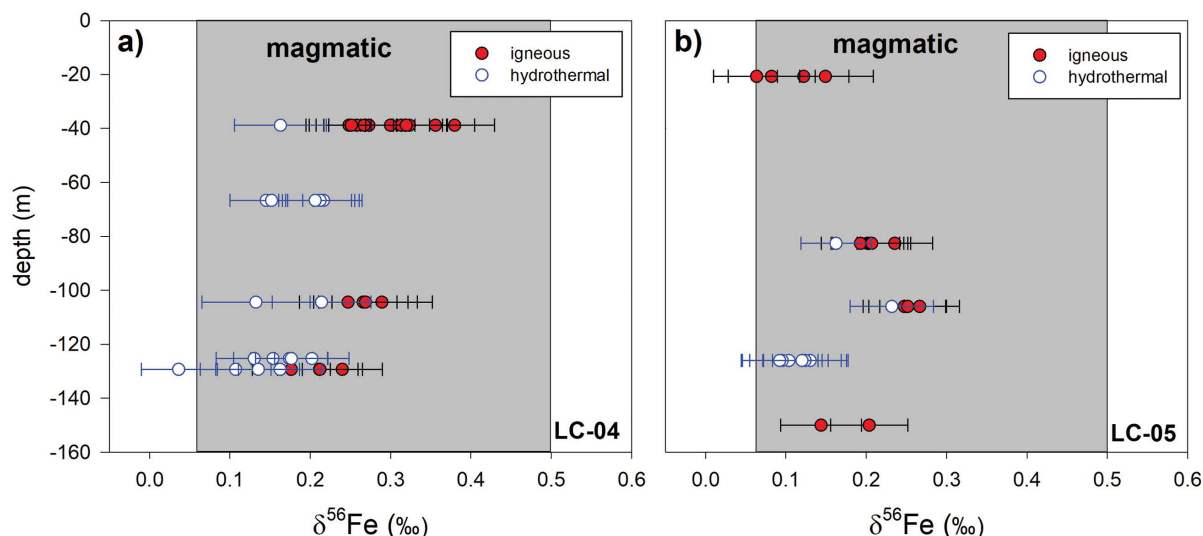 a)
magmatic
igneous
hydrothermal
LC-04
0
-20
-40
-60
-80
-100
-120
-140
-160
depth (m)
0.0 0.1 0.2 0.3 0.4 0.5 0.6
δ⁵⁶Fe (‰)
b)
magmatic
igneous
hydrothermal
LC-05
0.0 0.1 0.2 0.3 0.4 0.5 0.6
δ⁵⁶Fe (‰)